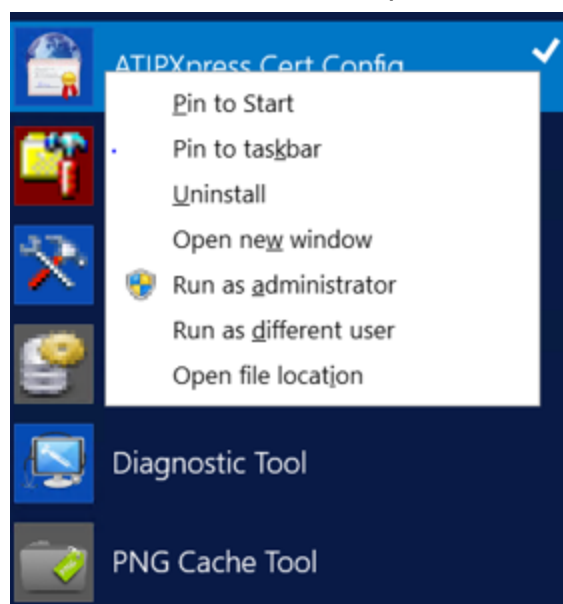 ATIPXpress Cert Config
Pin to Start
Pin to taskbar
Uninstall
Open new window
Run as administrator
Run as different user
Open file location
Diagnostic Tool
PNG Cache Tool